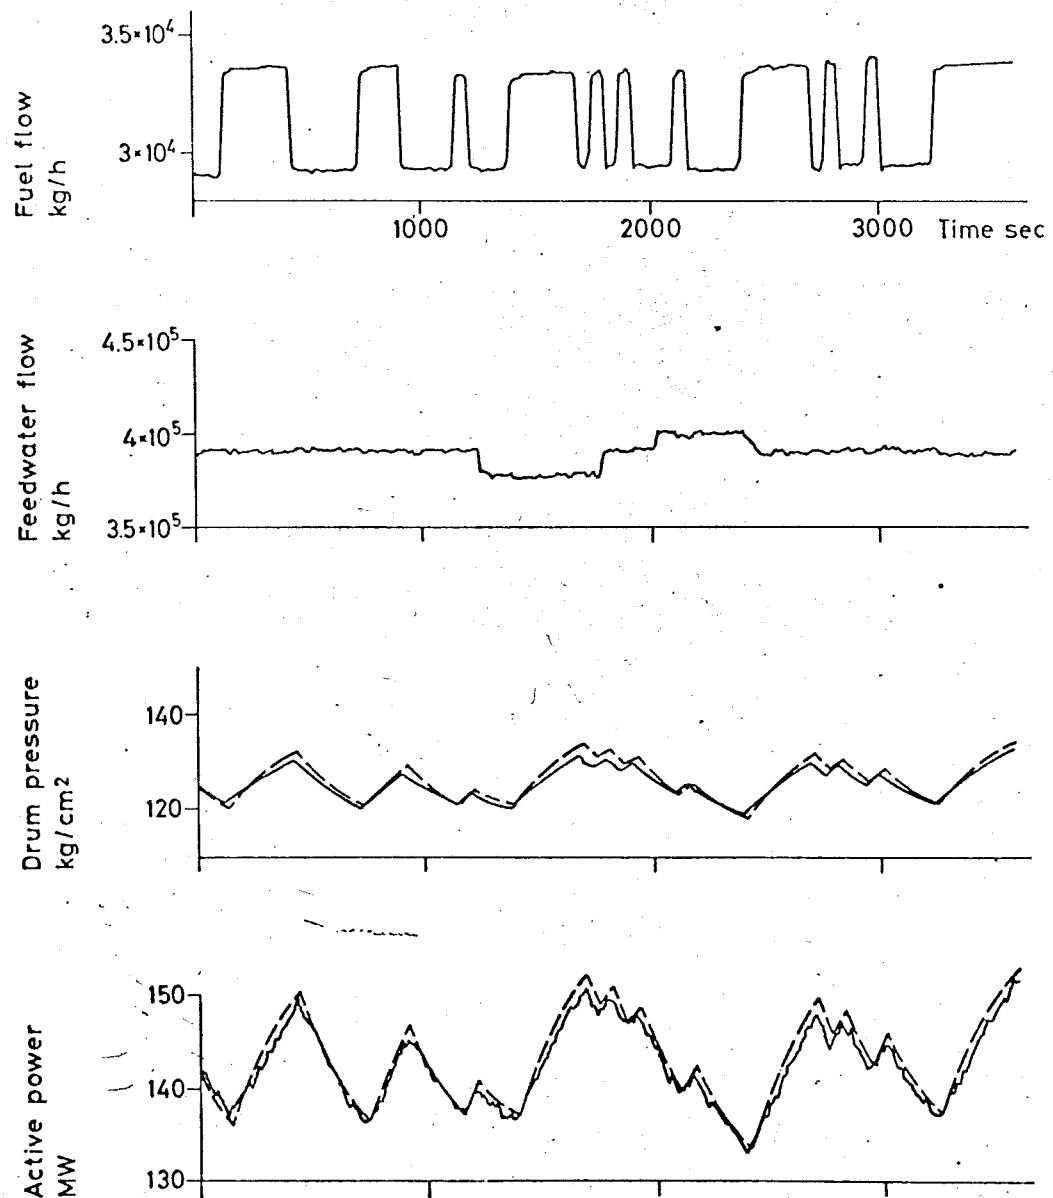 3.5×10⁴
3×10⁴
Fuel flow
kg/h
1000 2000 3000 Time sec
4.5×10⁵
4×10⁵
3.5×10⁵
Feedwater flow
kg/h
140
120
Drum pressure
kg/cm²
150
140
130
Active power
MW